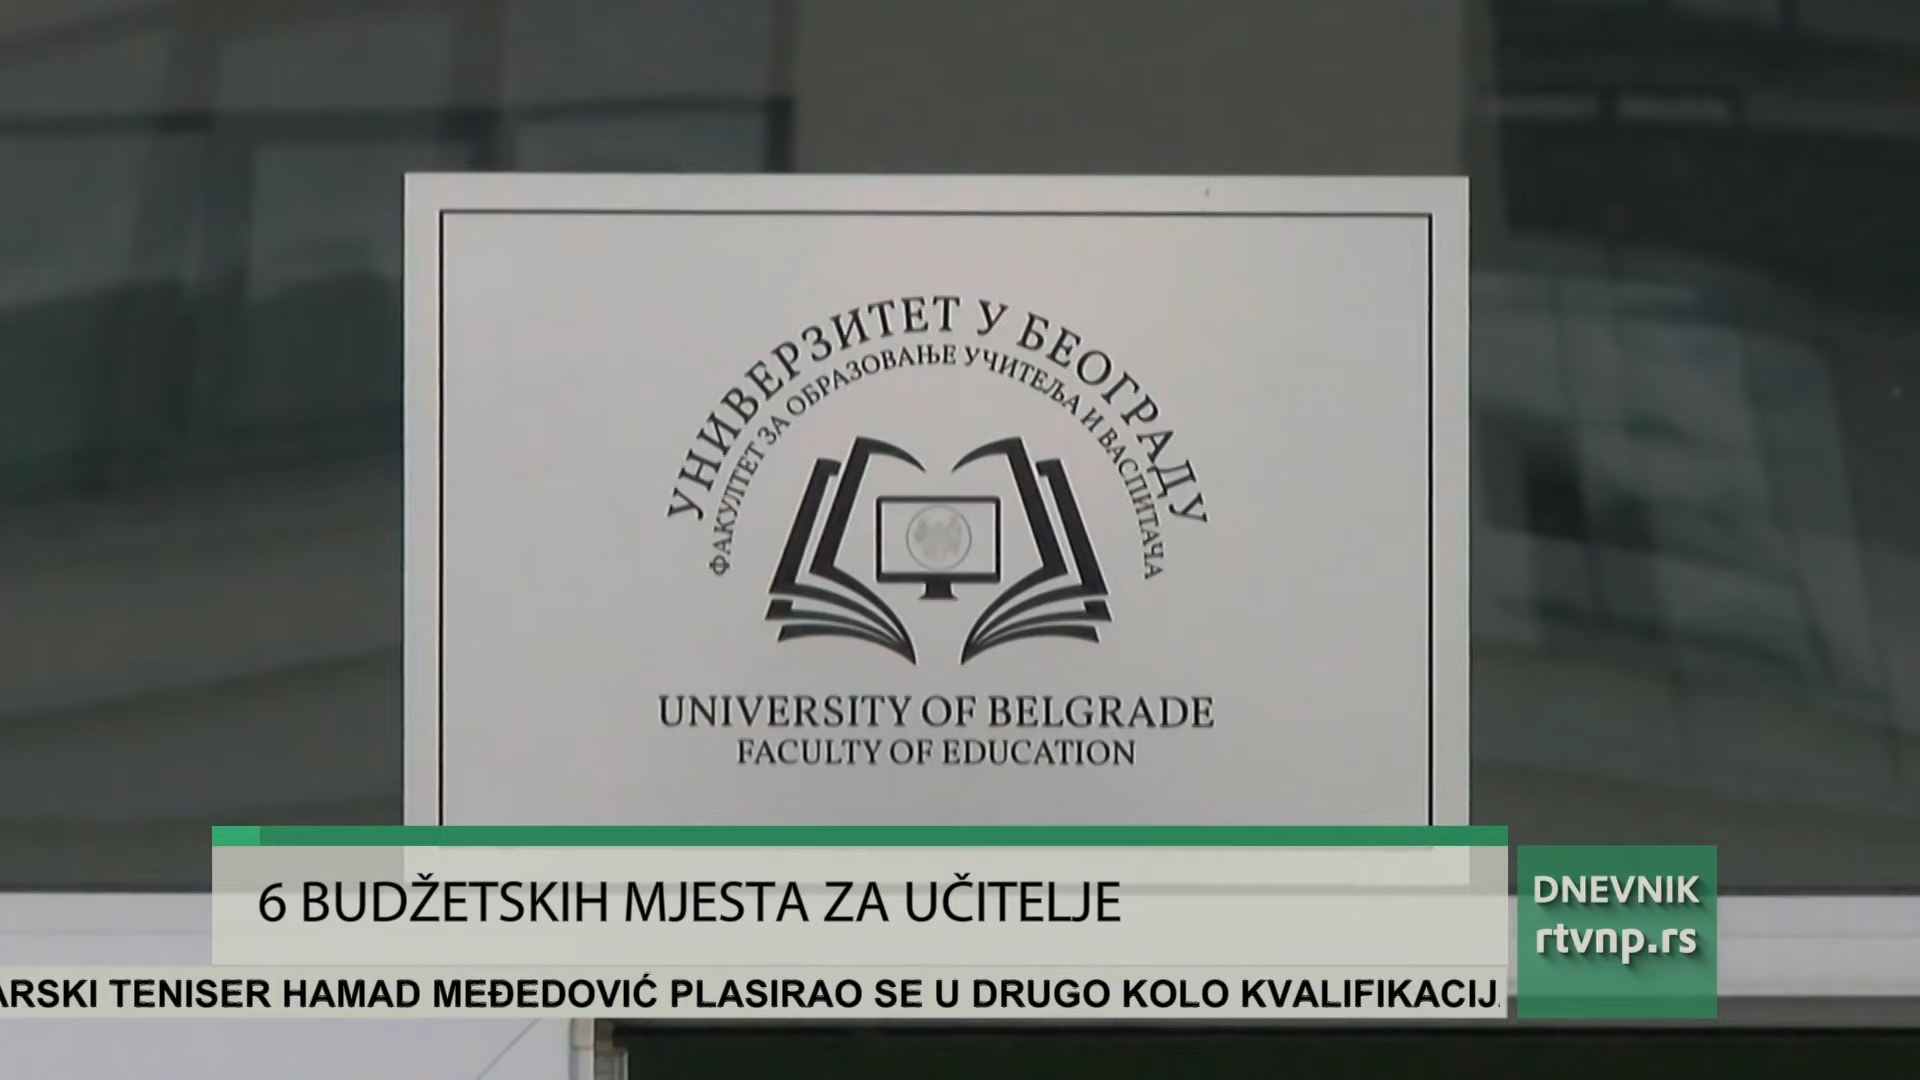 УНИВЕРЗИТЕТ У БЕОГРАДУ
ФАКУЛТЕТ ЗА ОБРАЗОВАЊЕ УЧИТЕЉА И ВАСПИТАЧА
UNIVERSITY OF BELGRADE
FACULTY OF EDUCATION
6 BUDŽETSKIH MJESTA ZA UČITELJE
DNEVNIK
rtvnp.rs
ARSKI TENISER HAMAD MEĐEDOVIĆ PLASIRAO SE U DRUGO KOLO KVALIFIKACIJ